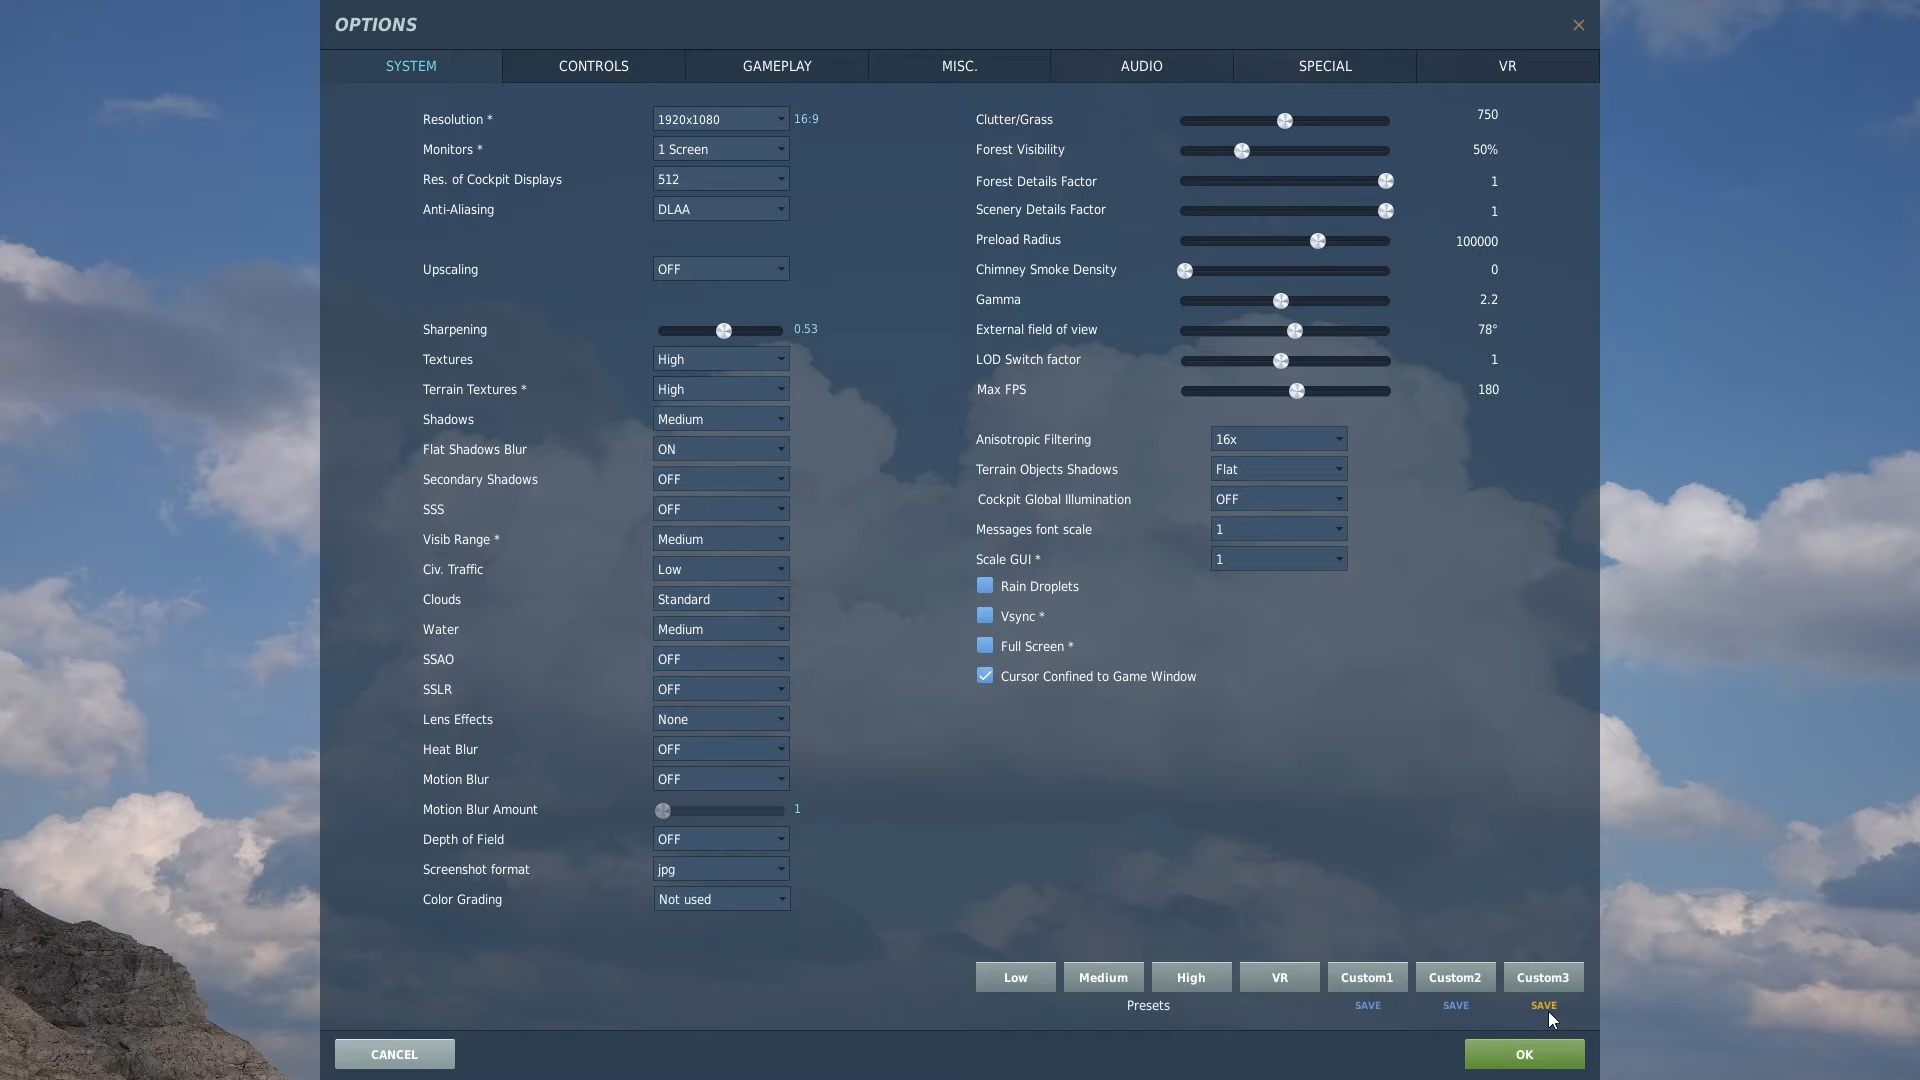 OPTIONS
SYSTEM CONTROLS GAMEPLAY MISC. AUDIO SPECIAL VR
Resolution * 1920x1080 16:9
Monitors * 1 Screen
Res. of Cockpit Displays 512
Anti-Aliasing DLAA
Upscaling OFF
Sharpening 0.53
Textures High
Terrain Textures * High
Shadows Medium
Flat Shadows Blur ON
Secondary Shadows OFF
SSS OFF
Visib Range * Medium
Civ. Traffic Low
Clouds Standard
Water Medium
SSAO OFF
SSLR OFF
Lens Effects None
Heat Blur OFF
Motion Blur OFF
Motion Blur Amount 1
Depth of Field OFF
Screenshot format jpg
Color Grading Not used
Clutter/Grass 750
Forest Visibility 50%
Forest Details Factor 1
Scenery Details Factor 1
Preload Radius 100000
Chimney Smoke Density 0
Gamma 2.2
External field of view 78°
LOD Switch factor 1
Max FPS 180
Anisotropic Filtering 16x
Terrain Objects Shadows Flat
Cockpit Global Illumination OFF
Messages font scale 1
Scale GUI * 1
Rain Droplets
Vsync *
Full Screen *
Cursor Confined to Game Window
Low Medium High VR Custom1 Custom2 Custom3
Presets SAVE SAVE SAVE
CANCEL OK